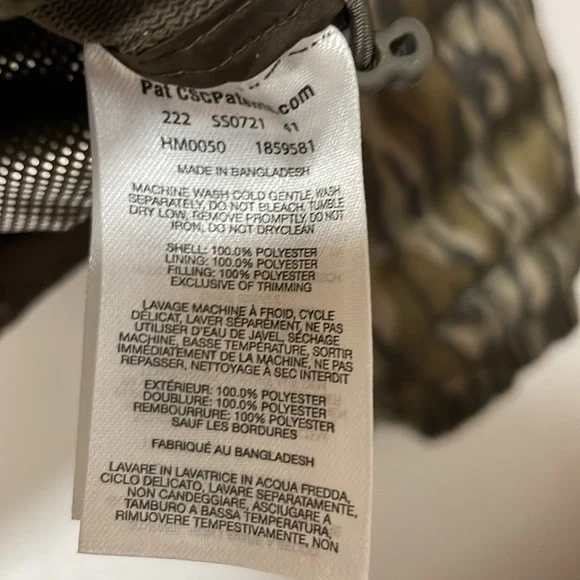 Pat CSCPatents.com
222 SS0721 41
HM0050 1859581
MADE IN BANGLADESH
MACHINE WASH COLD GENTLE, WASH
SEPARATELY, DO NOT BLEACH, TUMBLE
DRY LOW, REMOVE PROMPTLY, DO NOT
IRON, DO NOT DRYCLEAN
SHELL: 100.0% POLYESTER
LINING: 100.0% POLYESTER
FILLING: 100% POLYESTER
EXCLUSIVE OF TRIMMING
LAVAGE MACHINE À FROID, CYCLE
DÉLICAT, LAVER SÉPARÉMENT, NE PAS
UTILISER D'EAU DE JAVEL, SÉCHAGE
MACHINE, BASSE TEMPÉRATURE, SORTIR
IMMÉDIATEMENT DE LA MACHINE, NE PAS
REPASSER, NETTOYAGE À SEC INTERDIT
EXTÉRIEUR: 100.0% POLYESTER
DOUBLURE: 100.0% POLYESTER
REMBOURRURE: 100% POLYESTER
SAUF LES BORDURES
FABRIQUÉ AU BANGLADESH
LAVARE IN LAVATRICE IN ACQUA FREDDA,
CICLO DELICATO, LAVARE SEPARATAMENTE,
NON CANDEGGIARE, ASCIUGARE A
TAMBURO A BASSA TEMPERATURA,
RIMUOVERE TEMPESTIVAMENTE, NON